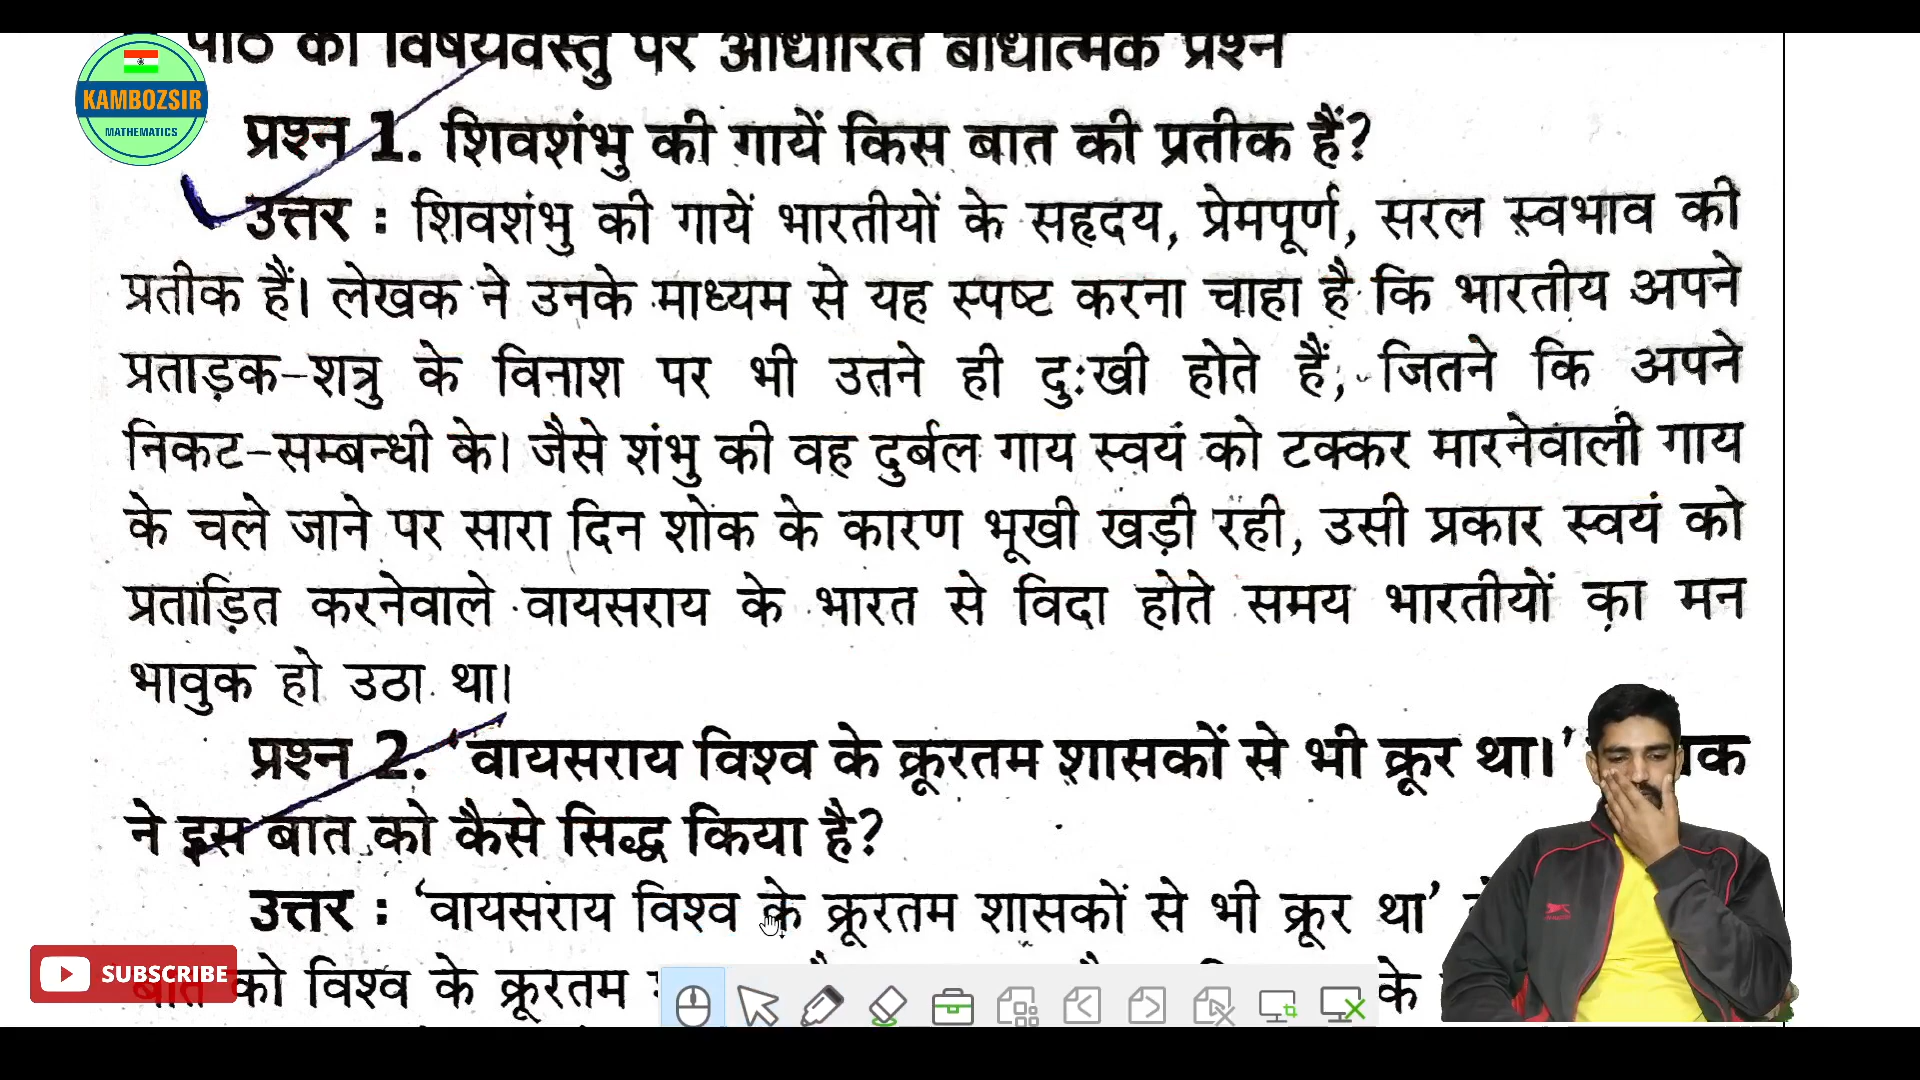 पाठ की विषयवस्तु पर आधारित बोधात्मक प्रश्न
KAMBOZSIR
MATHEMATICS
प्रश्न 1. शिवशंभु की गायें किस बात की प्रतीक हैं?
उत्तर : शिवशंभु की गायें भारतीयों के सहृदय, प्रेमपूर्ण, सरल स्वभाव की
प्रतीक हैं। लेखक ने उनके माध्यम से यह स्पष्ट करना चाहा है कि भारतीय अपने
प्रताड़क-शत्रु के विनाश पर भी उतने ही दुःखी होते हैं, जितने कि अपने
निकट-सम्बन्धी के। जैसे शंभु की वह दुर्बल गाय स्वयं को टक्कर मारनेवाली गाय
के चले जाने पर सारा दिन शोक के कारण भूखी खड़ी रही, उसी प्रकार स्वयं को
प्रताड़ित करनेवाले वायसराय के भारत से विदा होते समय भारतीयों का मन
भावुक हो उठा था।
प्रश्न 2. 'वायसराय विश्व के क्रूरतम शासकों से भी क्रूर था।'
ने इस बात को कैसे सिद्ध किया है?
उत्तर : 'वायसराय विश्व के क्रूरतम शासकों से भी क्रूर था'
SUBSCRIBE
बात को विश्व के क्रूरतम के